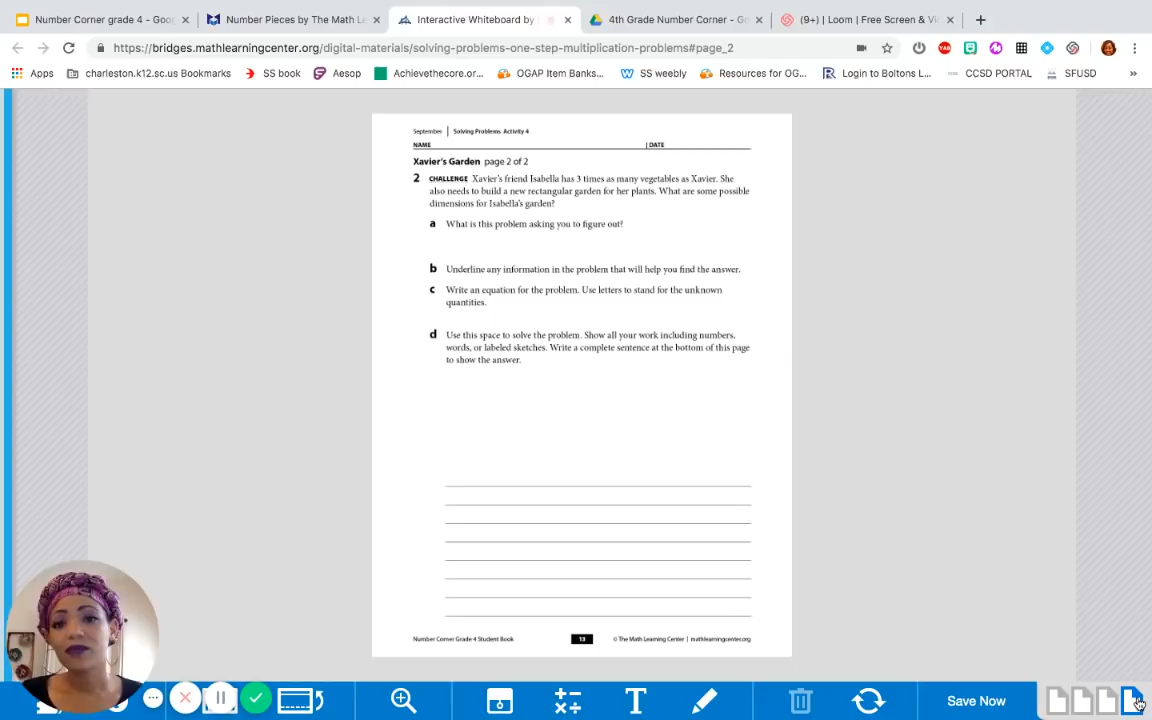 Number Corner grade 4 - Goog
Number Pieces by The Math Le
Interactive Whiteboard by
4th Grade Number Corner - Go
(9+) | Loom | Free Screen & Vi
https://bridges.mathlearningcenter.org/digital-materials/solving-problems-one-step-multiplication-problems#page_2
Apps
charleston.k12.sc.us Bookmarks
SS book
Aesop
Achievethecore.or...
OGAP Item Banks...
SS weekly
Resources for OG...
Login to Boltons L...
CCSD PORTAL
SFUSD
September | Solving Problems Activity 4
NAME | DATE
Xavier's Garden page 2 of 2
2 CHALLENGE Xavier's friend Isabella has 3 times as many vegetables as Xavier. She
also needs to build a new rectangular garden for her plants. What are some possible
dimensions for Isabella's garden?
a What is this problem asking you to figure out?
b Underline any information in the problem that will help you find the answer.
c Write an equation for the problem. Use letters to stand for the unknown
quantities.
d Use this space to solve the problem. Show all your work including numbers,
words, or labeled sketches. Write a complete sentence at the bottom of this page
to show the answer.
Number Corner Grade 4 Student Book
13
© The Math Learning Center | mathlearningcenter.org
T
Save Now